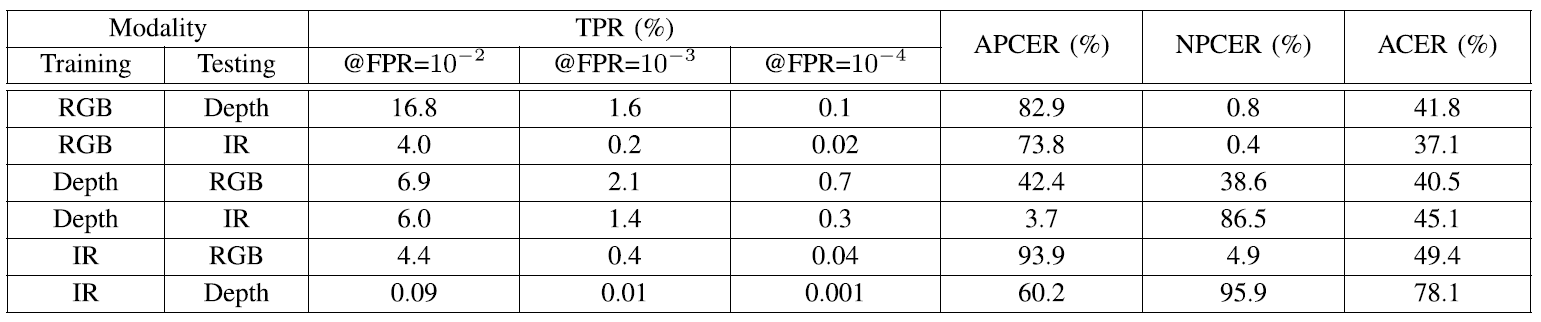 Modality TPR (%) APCER (%) NPCER (%) ACER (%)
Training Testing @FPR=10⁻² @FPR=10⁻³ @FPR=10⁻⁴
RGB Depth 16.8 1.6 0.1 82.9 0.8 41.8
RGB IR 4.0 0.2 0.02 73.8 0.4 37.1
Depth RGB 6.9 2.1 0.7 42.4 38.6 40.5
Depth IR 6.0 1.4 0.3 3.7 86.5 45.1
IR RGB 4.4 0.4 0.04 93.9 4.9 49.4
IR Depth 0.09 0.01 0.001 60.2 95.9 78.1